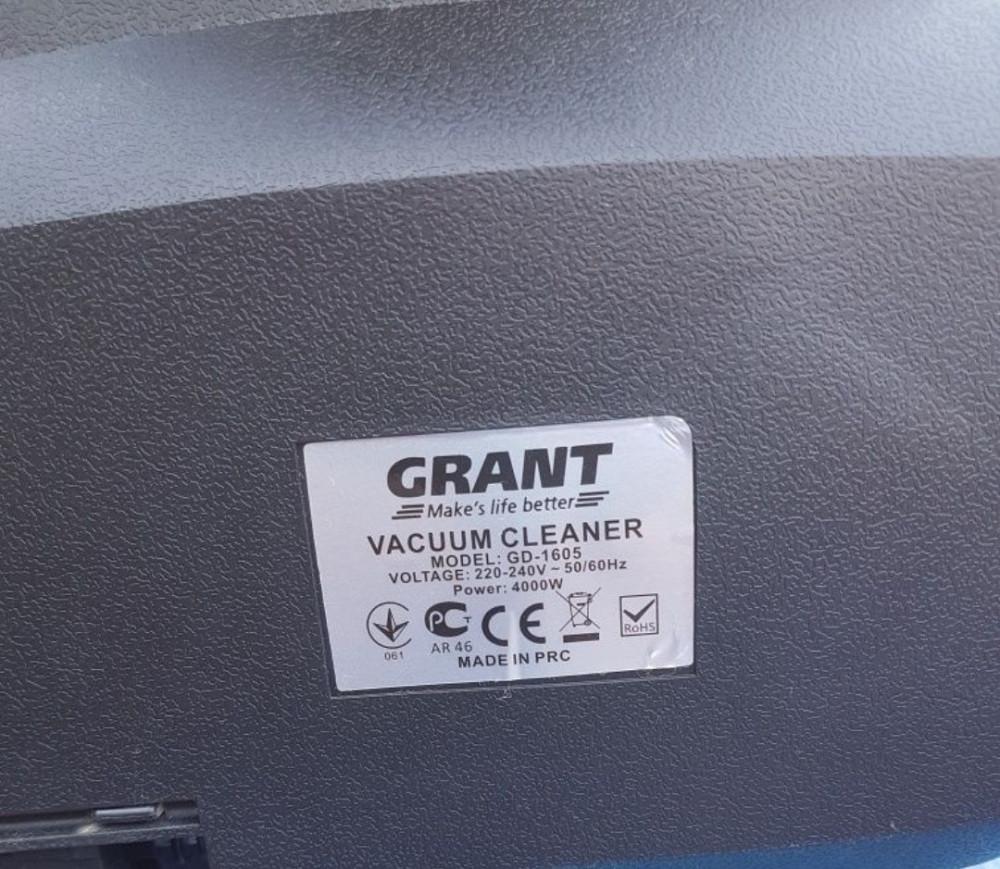 GRANT
Make's life better
VACUUM CLEANER
MODEL: GD-1605
VOLTAGE: 220-240V ~ 50/60Hz
Power: 4000W
061
PCT
AR 46
CE
RoHS
MADE IN PRC